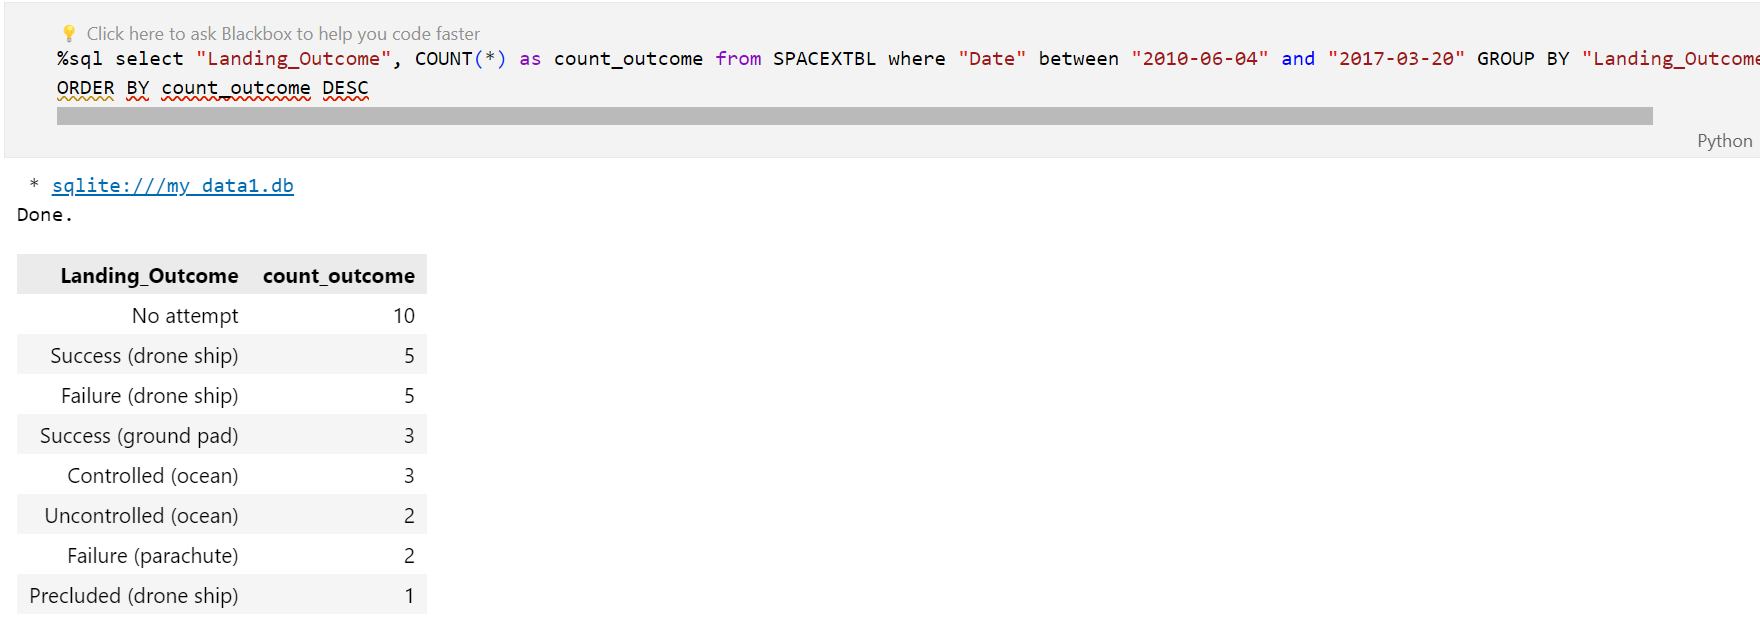 Click here to ask Blackbox to help you code faster
%sql select "Landing_Outcome", COUNT(*) as count_outcome from SPACEXTBL where "Date" between "2010-06-04" and "2017-03-20" GROUP BY "Landing_Outcome
ORDER BY count_outcome DESC
Python
* sqlite:///my_data1.db
Done.
Landing_Outcome count_outcome
No attempt 10
Success (drone ship) 5
Failure (drone ship) 5
Success (ground pad) 3
Controlled (ocean) 3
Uncontrolled (ocean) 2
Failure (parachute) 2
Precluded (drone ship) 1